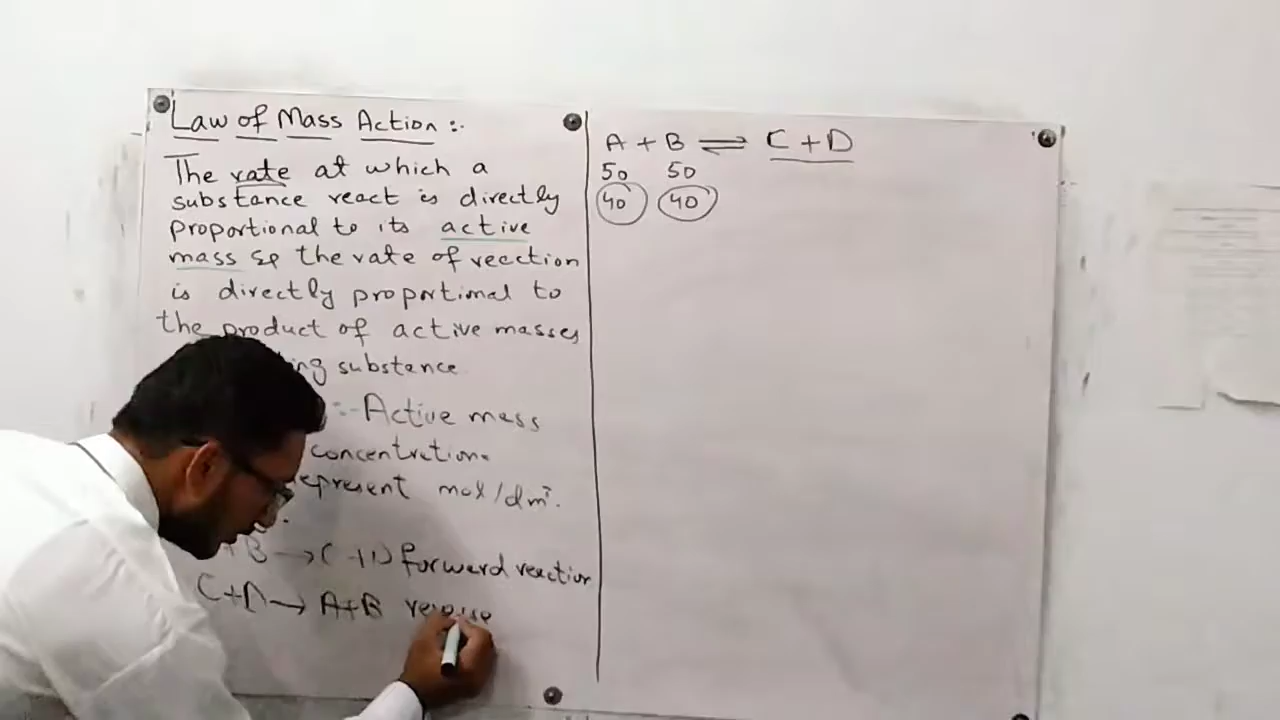 Law of Mass Action :.
The rate at which a
substance react is directly
proportional to its active
mass & the rate of reaction
is directly proportional to
the product of active masses
substance
:- Active mass
concentration.
represent mol/dm³.
B → C + D forward reaction
C+D → A+B reverse
A + B ⇌ C + D
50 50
40 40